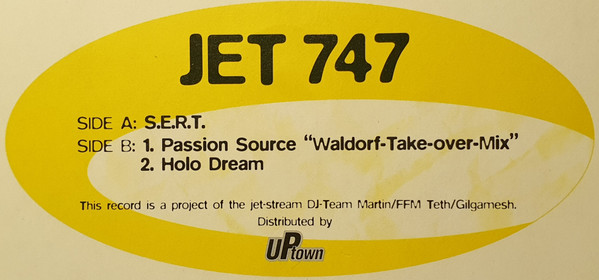 JET 747
SIDE A: S.E.R.T.
SIDE B: 1. Passion Source "Waldorf-Take-over-Mix"
2. Holo Dream
This record is a project of the jet-stream DJ-Team Martin/FFM Teth/Gilgamesh.
Distributed by
UPtown